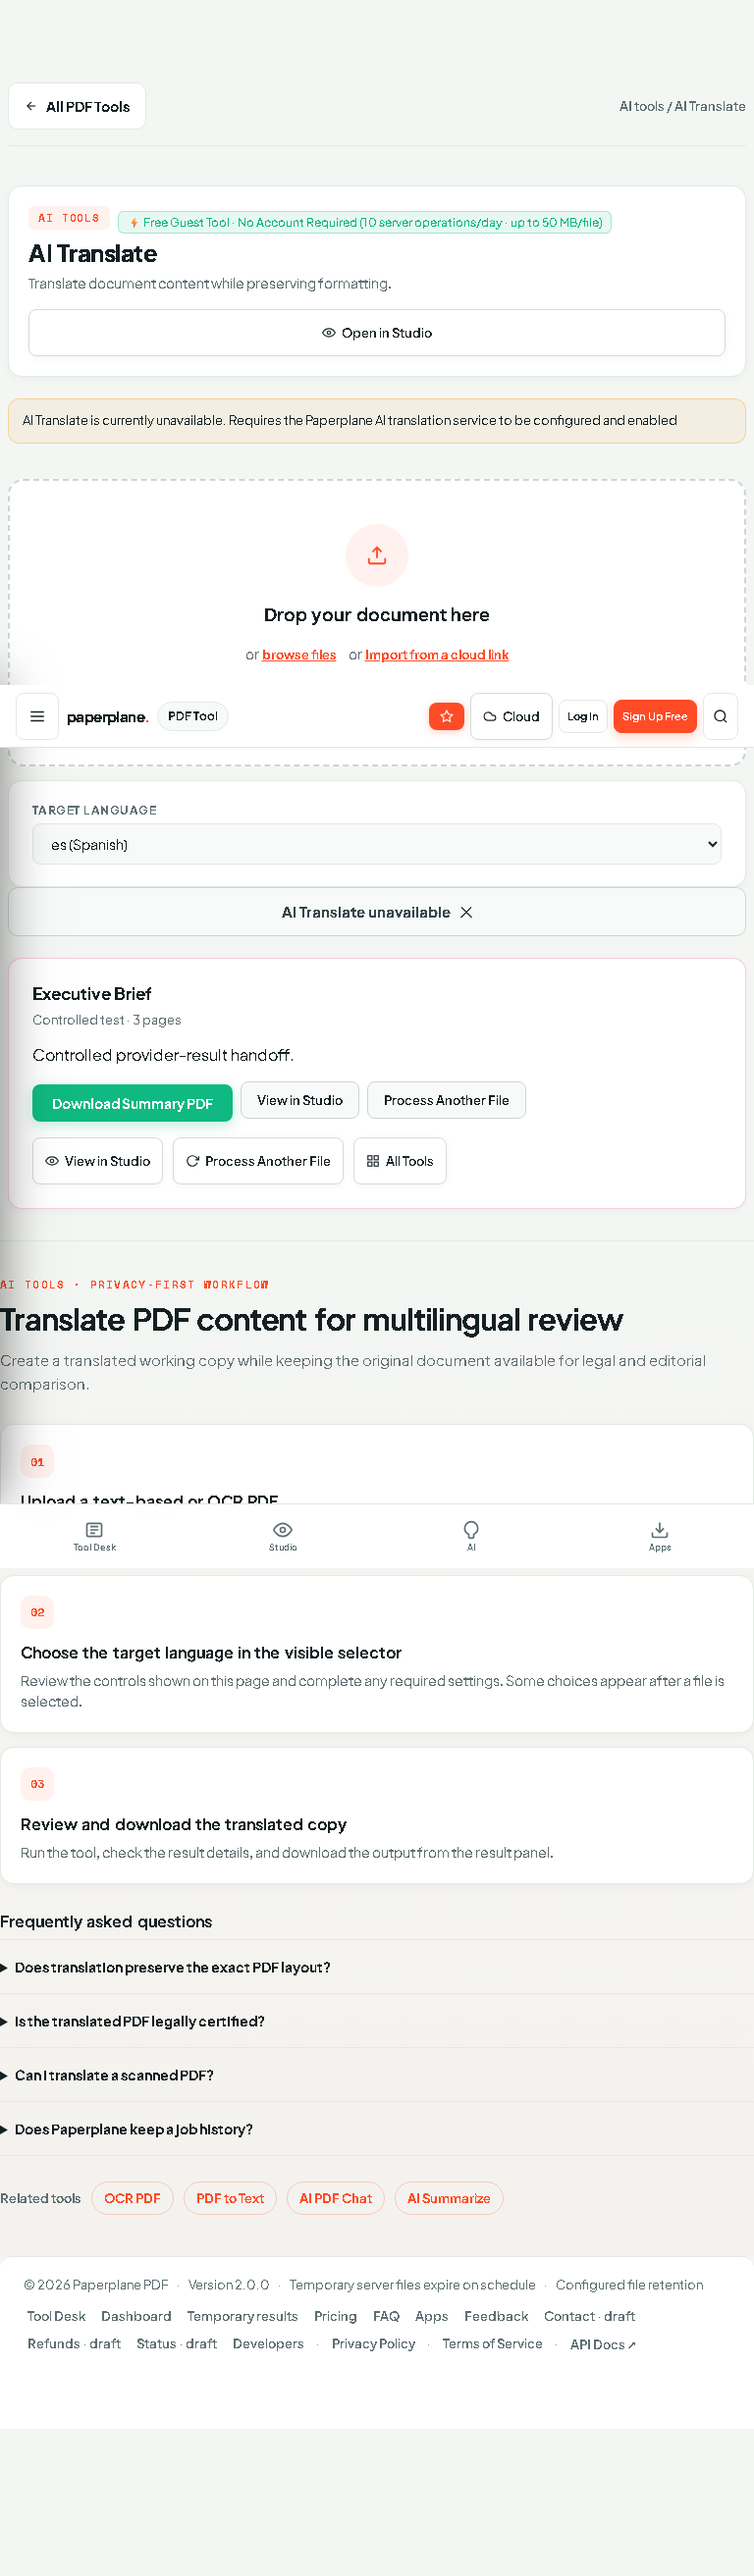 All PDF Tools
AI tools / AI Translate
AI TOOLS
Free Guest Tool · No Account Required (10 server operations/day · up to 50 MB/file)
AI Translate
Translate document content while preserving formatting.
Open in Studio
AI Translate is currently unavailable. Requires the Paperplane AI translation service to be configured and enabled
Drop your document here
or browse files or Import from a cloud link
paperplane.
PDF Tool
Cloud
Log In
Sign Up Free
TARGET LANGUAGE
es (Spanish)
AI Translate unavailable
Executive Brief
Controlled test · 3 pages
Controlled provider-result handoff.
Download Summary PDF
View in Studio
Process Another File
View in Studio
Process Another File
All Tools
AI TOOLS · PRIVACY-FIRST WORKFLOW
Translate PDF content for multilingual review
Create a translated working copy while keeping the original document available for legal and editorial
comparison.
01
Upload a text-based or OCR PDF
Tool Desk
Studio
AI
Apps
02
Choose the target language in the visible selector
Review the controls shown on this page and complete any required settings. Some choices appear after a file is
selected.
03
Review and download the translated copy
Run the tool, check the result details, and download the output from the result panel.
Frequently asked questions
Does translation preserve the exact PDF layout?
Is the translated PDF legally certified?
Can I translate a scanned PDF?
Does Paperplane keep a job history?
Related tools
OCR PDF
PDF to Text
AI PDF Chat
AI Summarize
© 2026 Paperplane PDF · Version 2.0.0 · Temporary server files expire on schedule · Configured file retention
Tool Desk Dashboard Temporary results Pricing FAQ Apps Feedback Contact · draft
Refunds · draft Status · draft Developers · Privacy Policy · Terms of Service · API Docs ↗